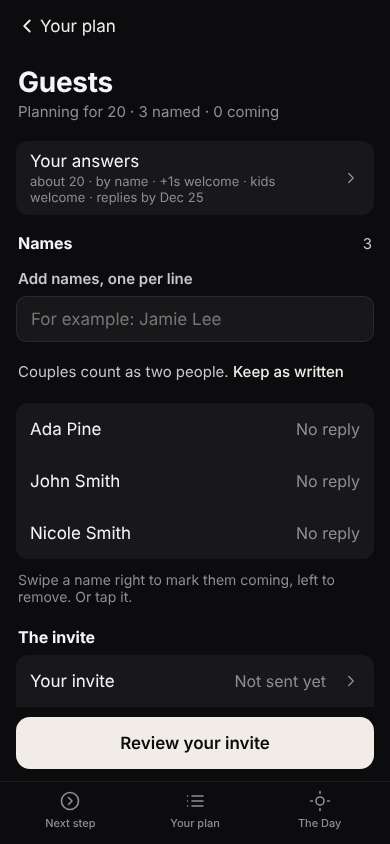 Your plan
Guests
Planning for 20 · 3 named · 0 coming
Your answers
about 20 · by name · +1s welcome · kids
welcome · replies by Dec 25
Names 3
Add names, one per line
For example: Jamie Lee
Couples count as two people. Keep as written
Ada Pine No reply
John Smith No reply
Nicole Smith No reply
Swipe a name right to mark them coming, left to
remove. Or tap it.
The invite
Your invite Not sent yet
Review your invite
Next step Your plan The Day